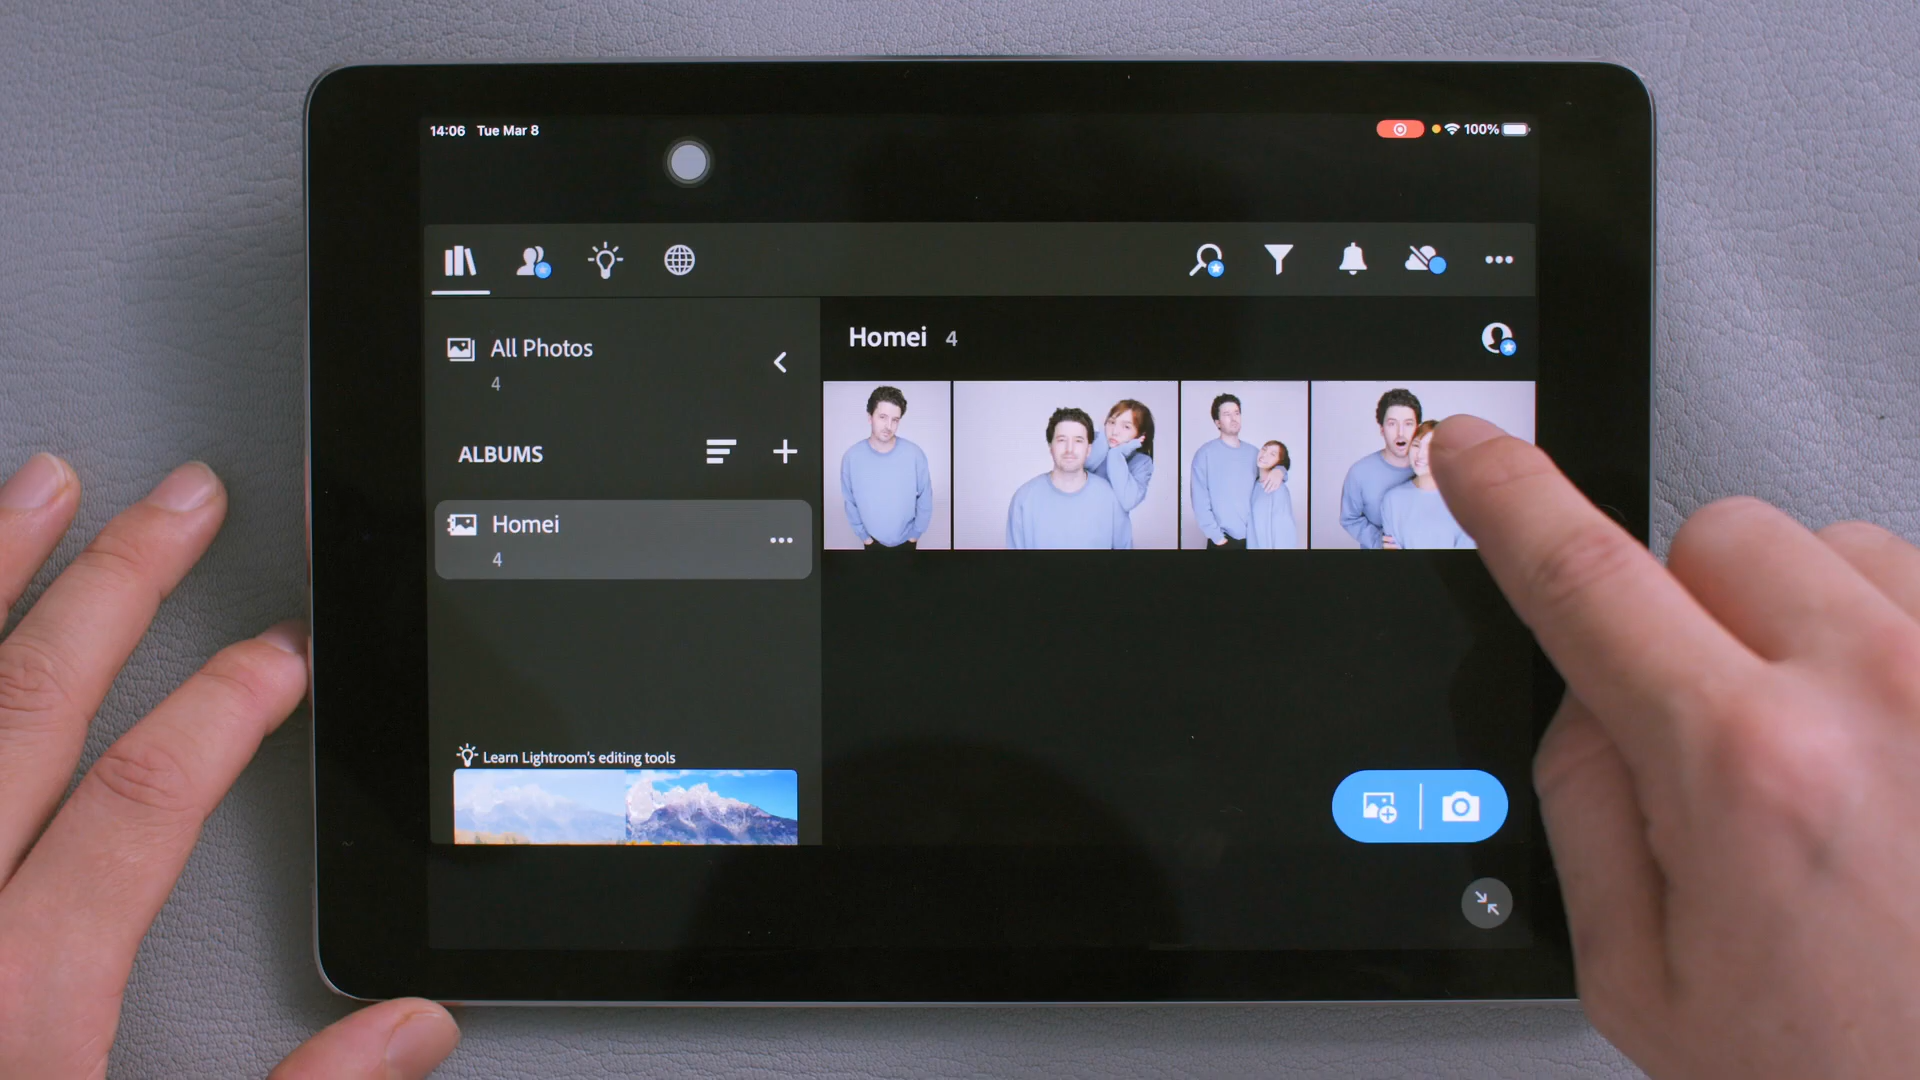 14:06 Tue Mar 8
100%
All Photos
4
Homei 4
ALBUMS
Homei
4
Learn Lightroom's editing tools